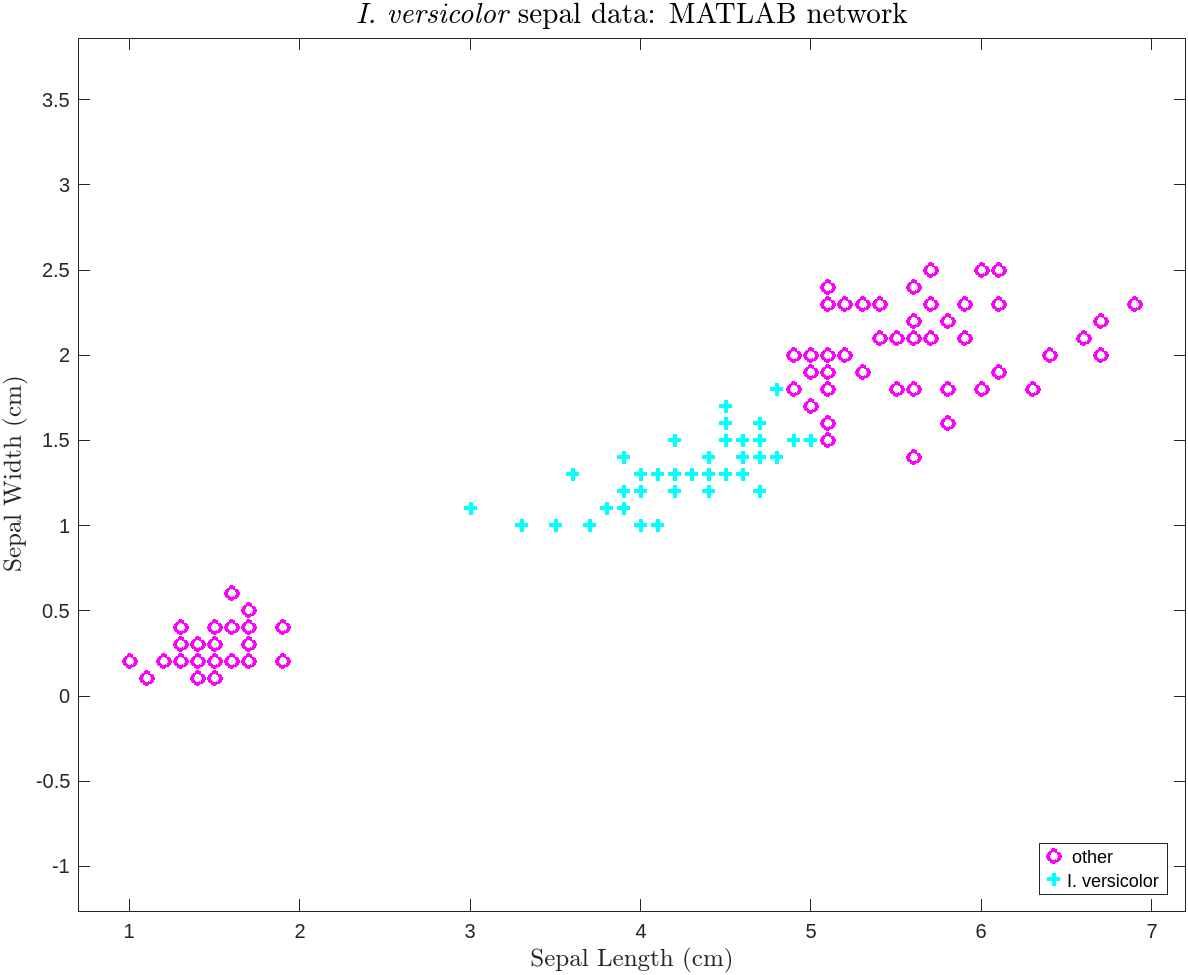 I. versicolor sepal data: MATLAB network
Sepal Width (cm)
3.5
3
2.5
2
1.5
1
0.5
0
-0.5
-1
1 2 3 4 5 6 7
Sepal Length (cm)
other
I. versicolor